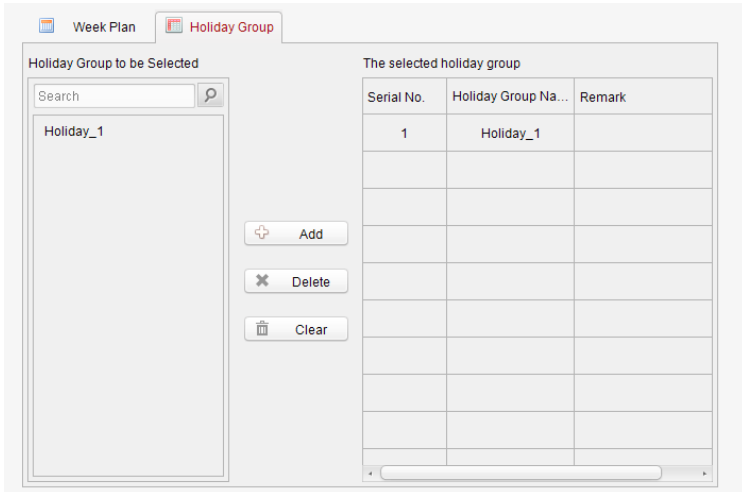 Week Plan
Holiday Group
Holiday Group to be Selected
Search
Holiday_1
Add
Delete
Clear
The selected holiday group
Serial No. Holiday Group Na... Remark
1 Holiday_1